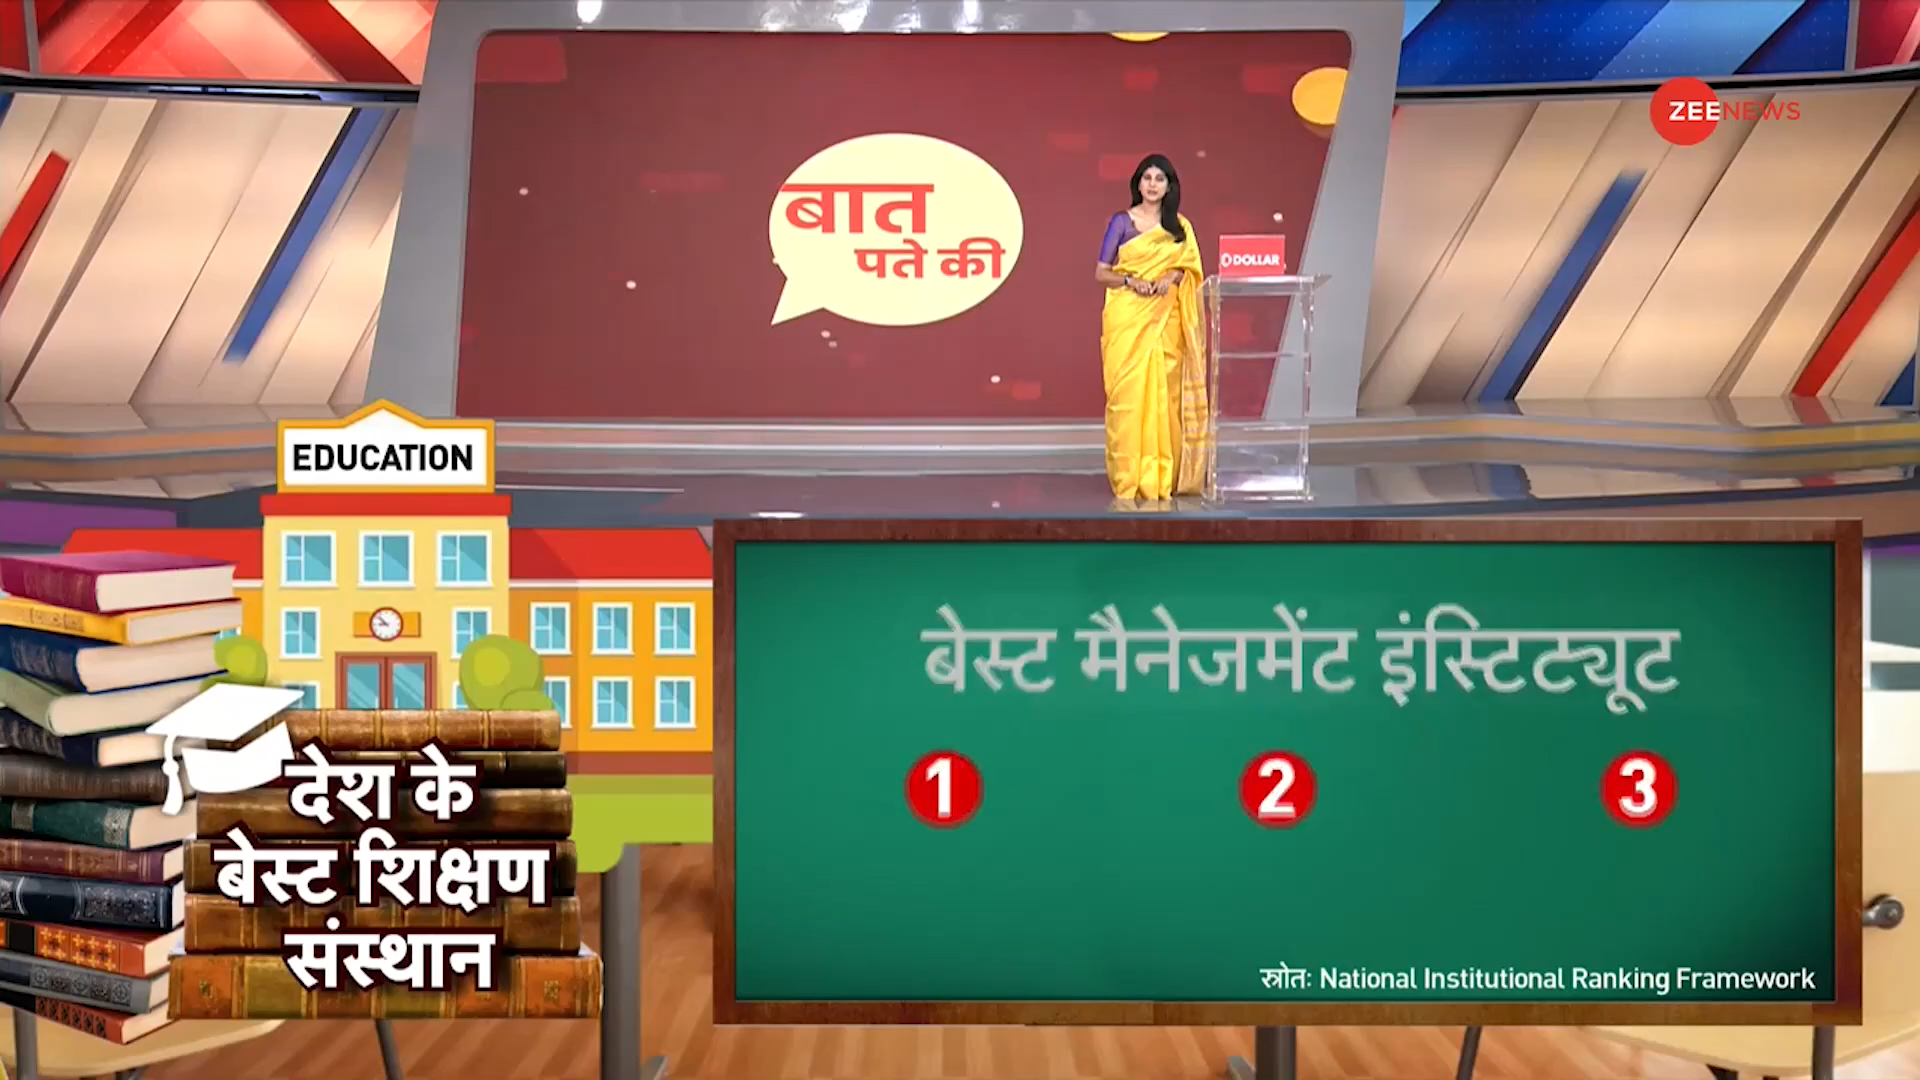 ZEENEWS
बात
पते की
DOLLAR
EDUCATION
देश के
बेस्ट शिक्षण
संस्थान
बेस्ट मैनेजमेंट इंस्टिट्यूट
1 2 3
स्रोत: National Institutional Ranking Framework